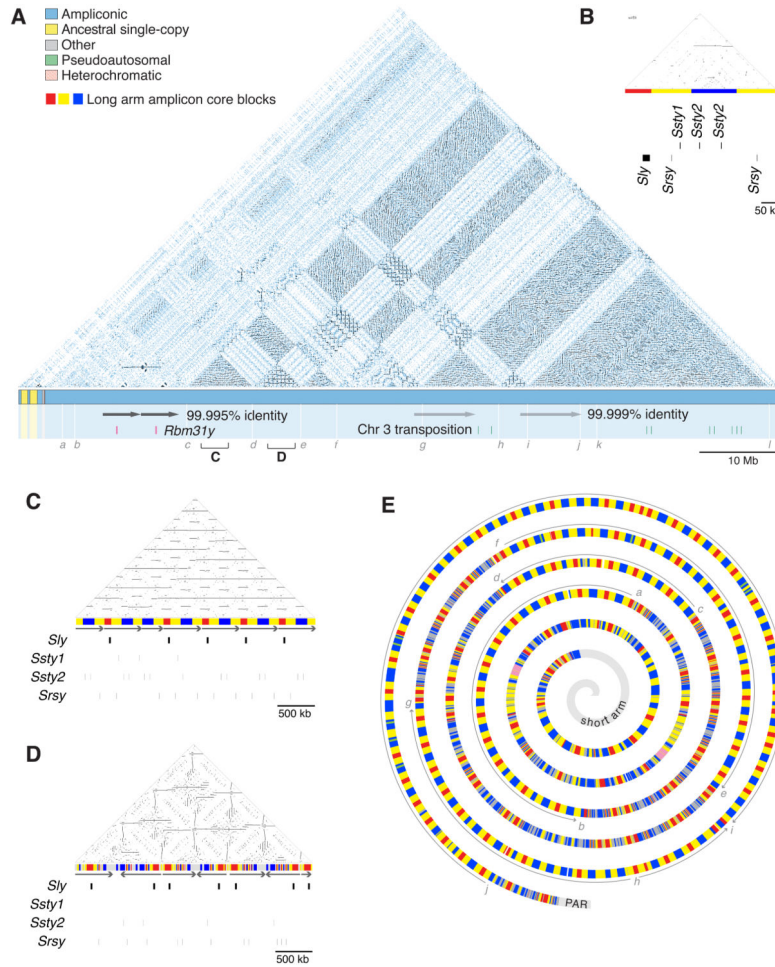 A
Ampliconic
Ancestral single-copy
Other
Pseudoautosomal
Heterochromatic
Long arm amplicon core blocks
99.995% identity
99.999% identity
Rbm31y
Chr 3 transposition
a b c d e f g h i j k l
C D
10 Mb
B
Ssty1
Ssty2
Ssty2
Sly
Srsy
Srsy
50 k
C
Sly
Ssty1
Ssty2
Srsy
500 kb
D
Sly
Ssty1
Ssty2
Srsy
500 kb
E
f
d
a
c
g
short arm
e
b
i
h
j
PAR